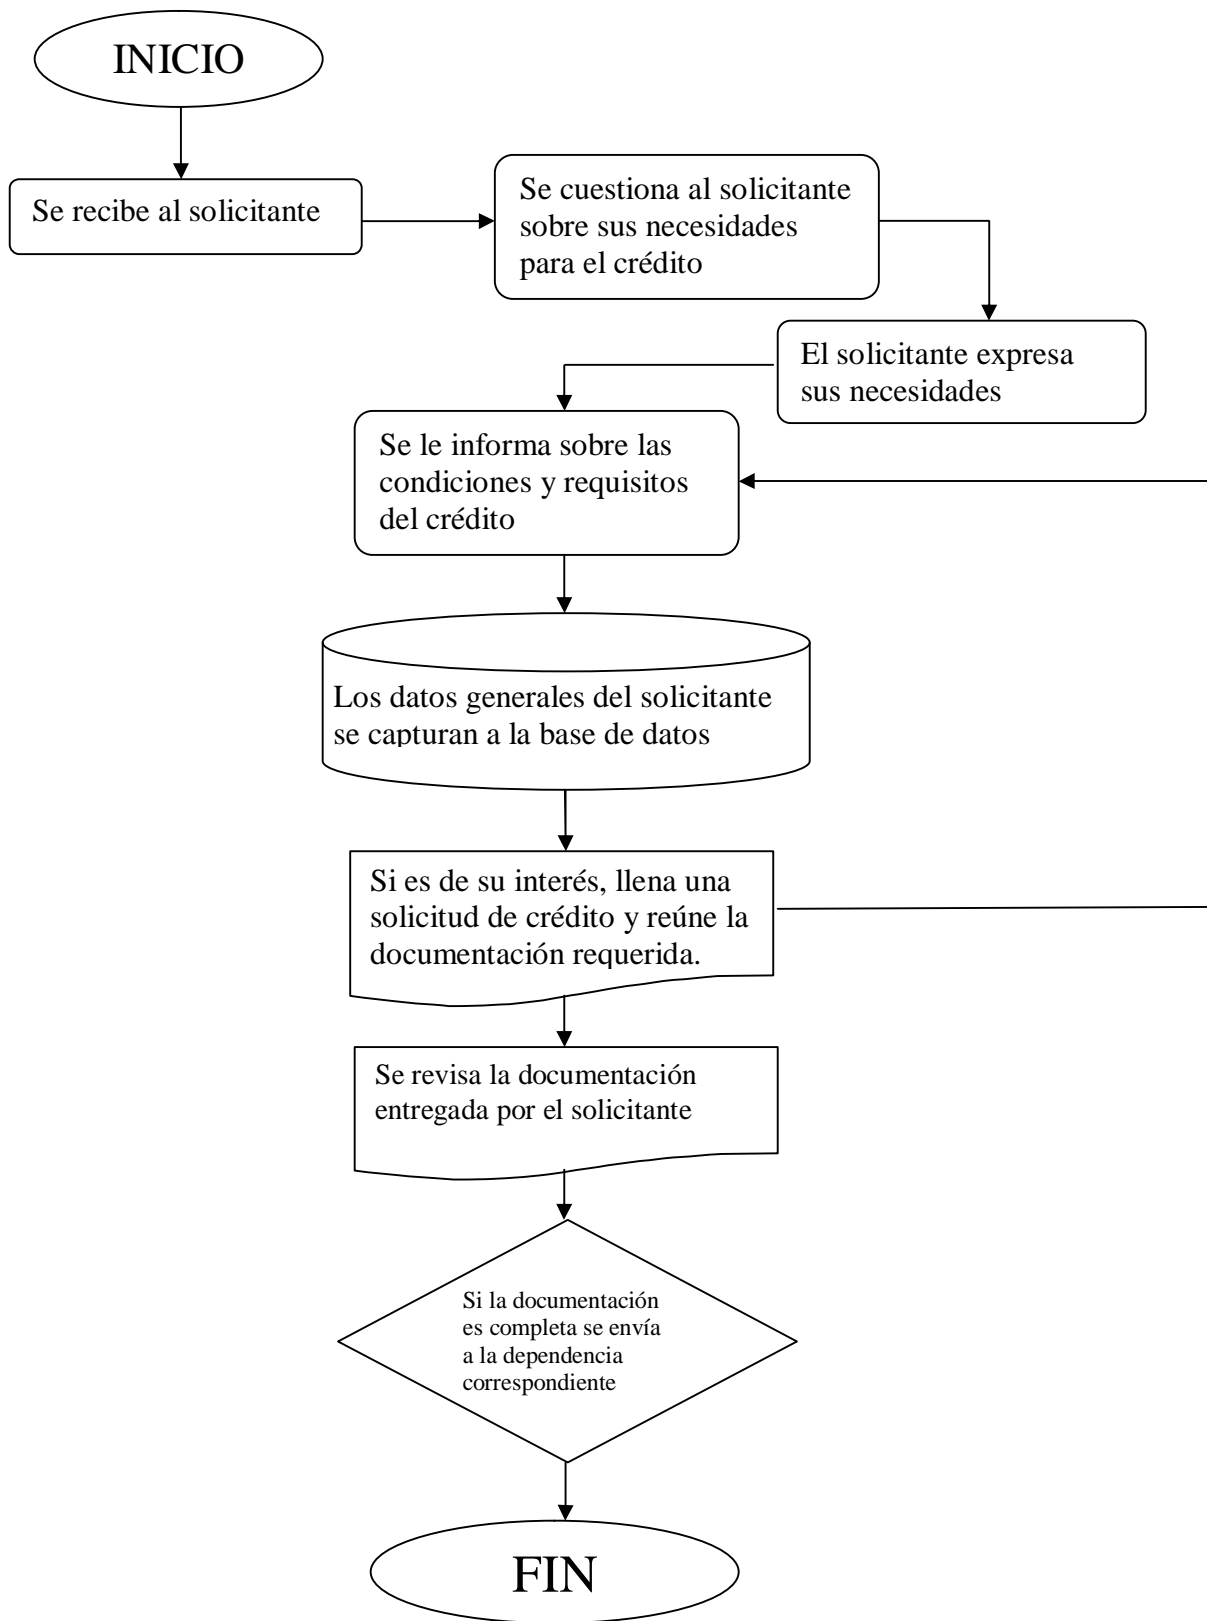 INICIO
Se recibe al solicitante
Se cuestiona al solicitante
sobre sus necesidades
para el crédito
El solicitante expresa
sus necesidades
Se le informa sobre las
condiciones y requisitos
del crédito
Los datos generales del solicitante
se capturan a la base de datos
Si es de su interés, llena una
solicitud de crédito y reúne la
documentación requerida.
Se revisa la documentación
entregada por el solicitante
Si la documentación
es completa se envía
a la dependencia
correspondiente
FIN